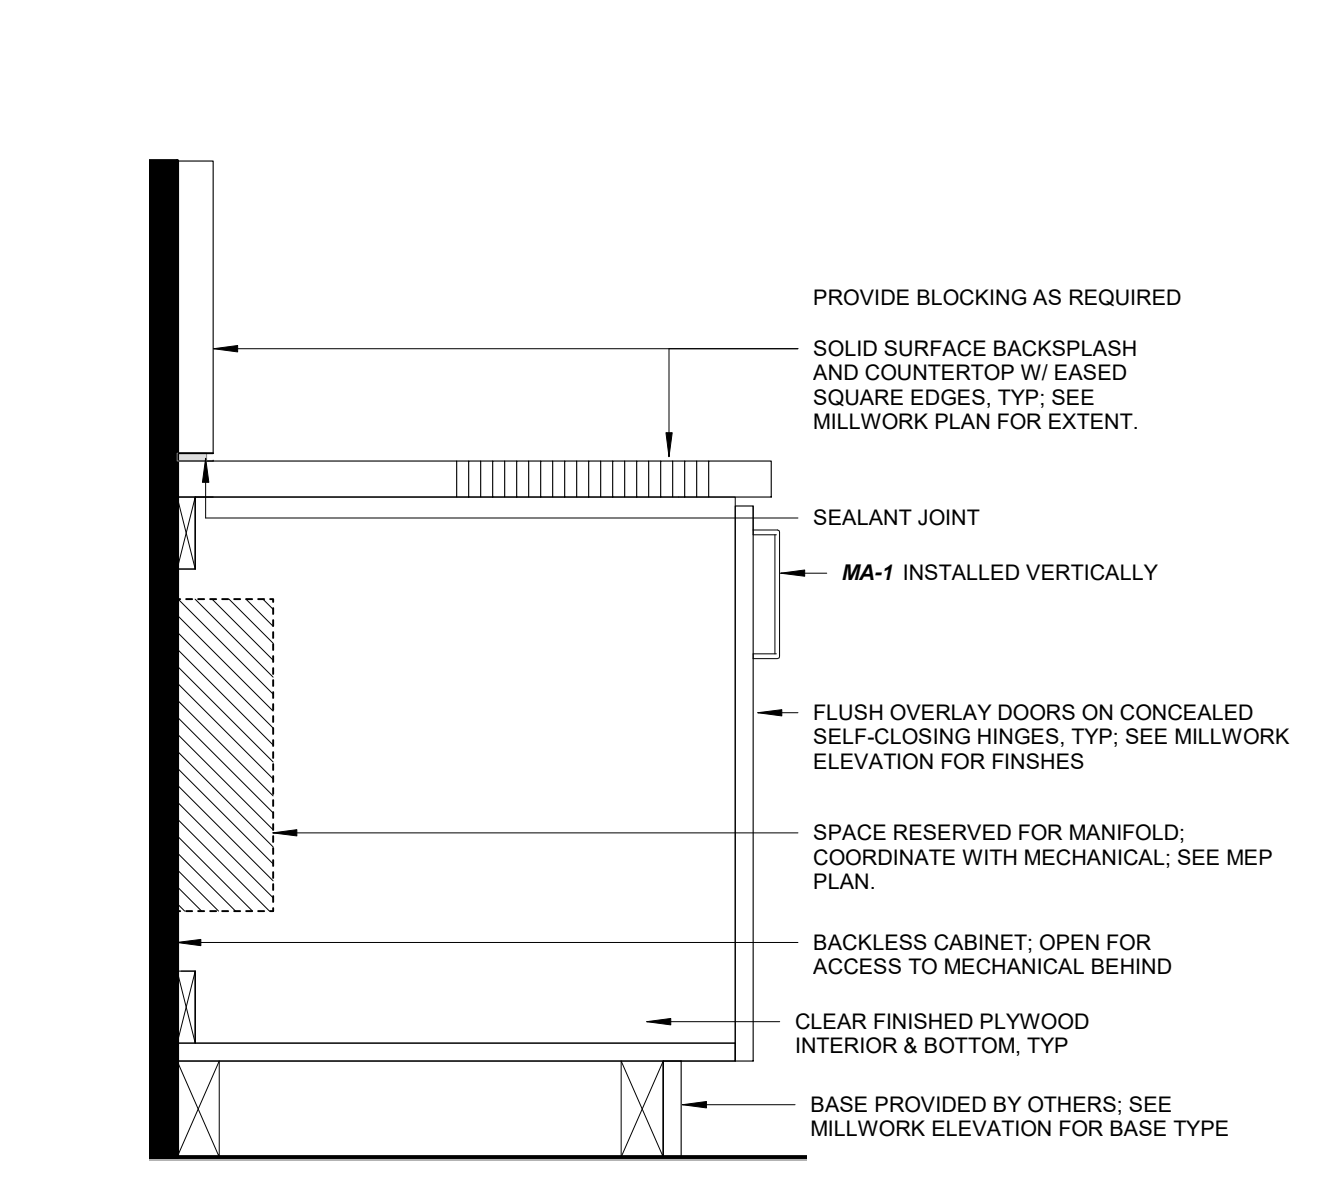 PROVIDE BLOCKING AS REQUIRED
SOLID SURFACE BACKSPLASH
AND COUNTERTOP W/ EASED
SQUARE EDGES, TYP; SEE
MILLWORK PLAN FOR EXTENT.
SEALANT JOINT
MA-1 INSTALLED VERTICALLY
FLUSH OVERLAY DOORS ON CONCEALED
SELF-CLOSING HINGES, TYP; SEE MILLWORK
ELEVATION FOR FINSHES
SPACE RESERVED FOR MANIFOLD;
COORDINATE WITH MECHANICAL; SEE MEP
PLAN.
BACKLESS CABINET; OPEN FOR
ACCESS TO MECHANICAL BEHIND
CLEAR FINISHED PLYWOOD
INTERIOR & BOTTOM, TYP
BASE PROVIDED BY OTHERS; SEE
MILLWORK ELEVATION FOR BASE TYPE